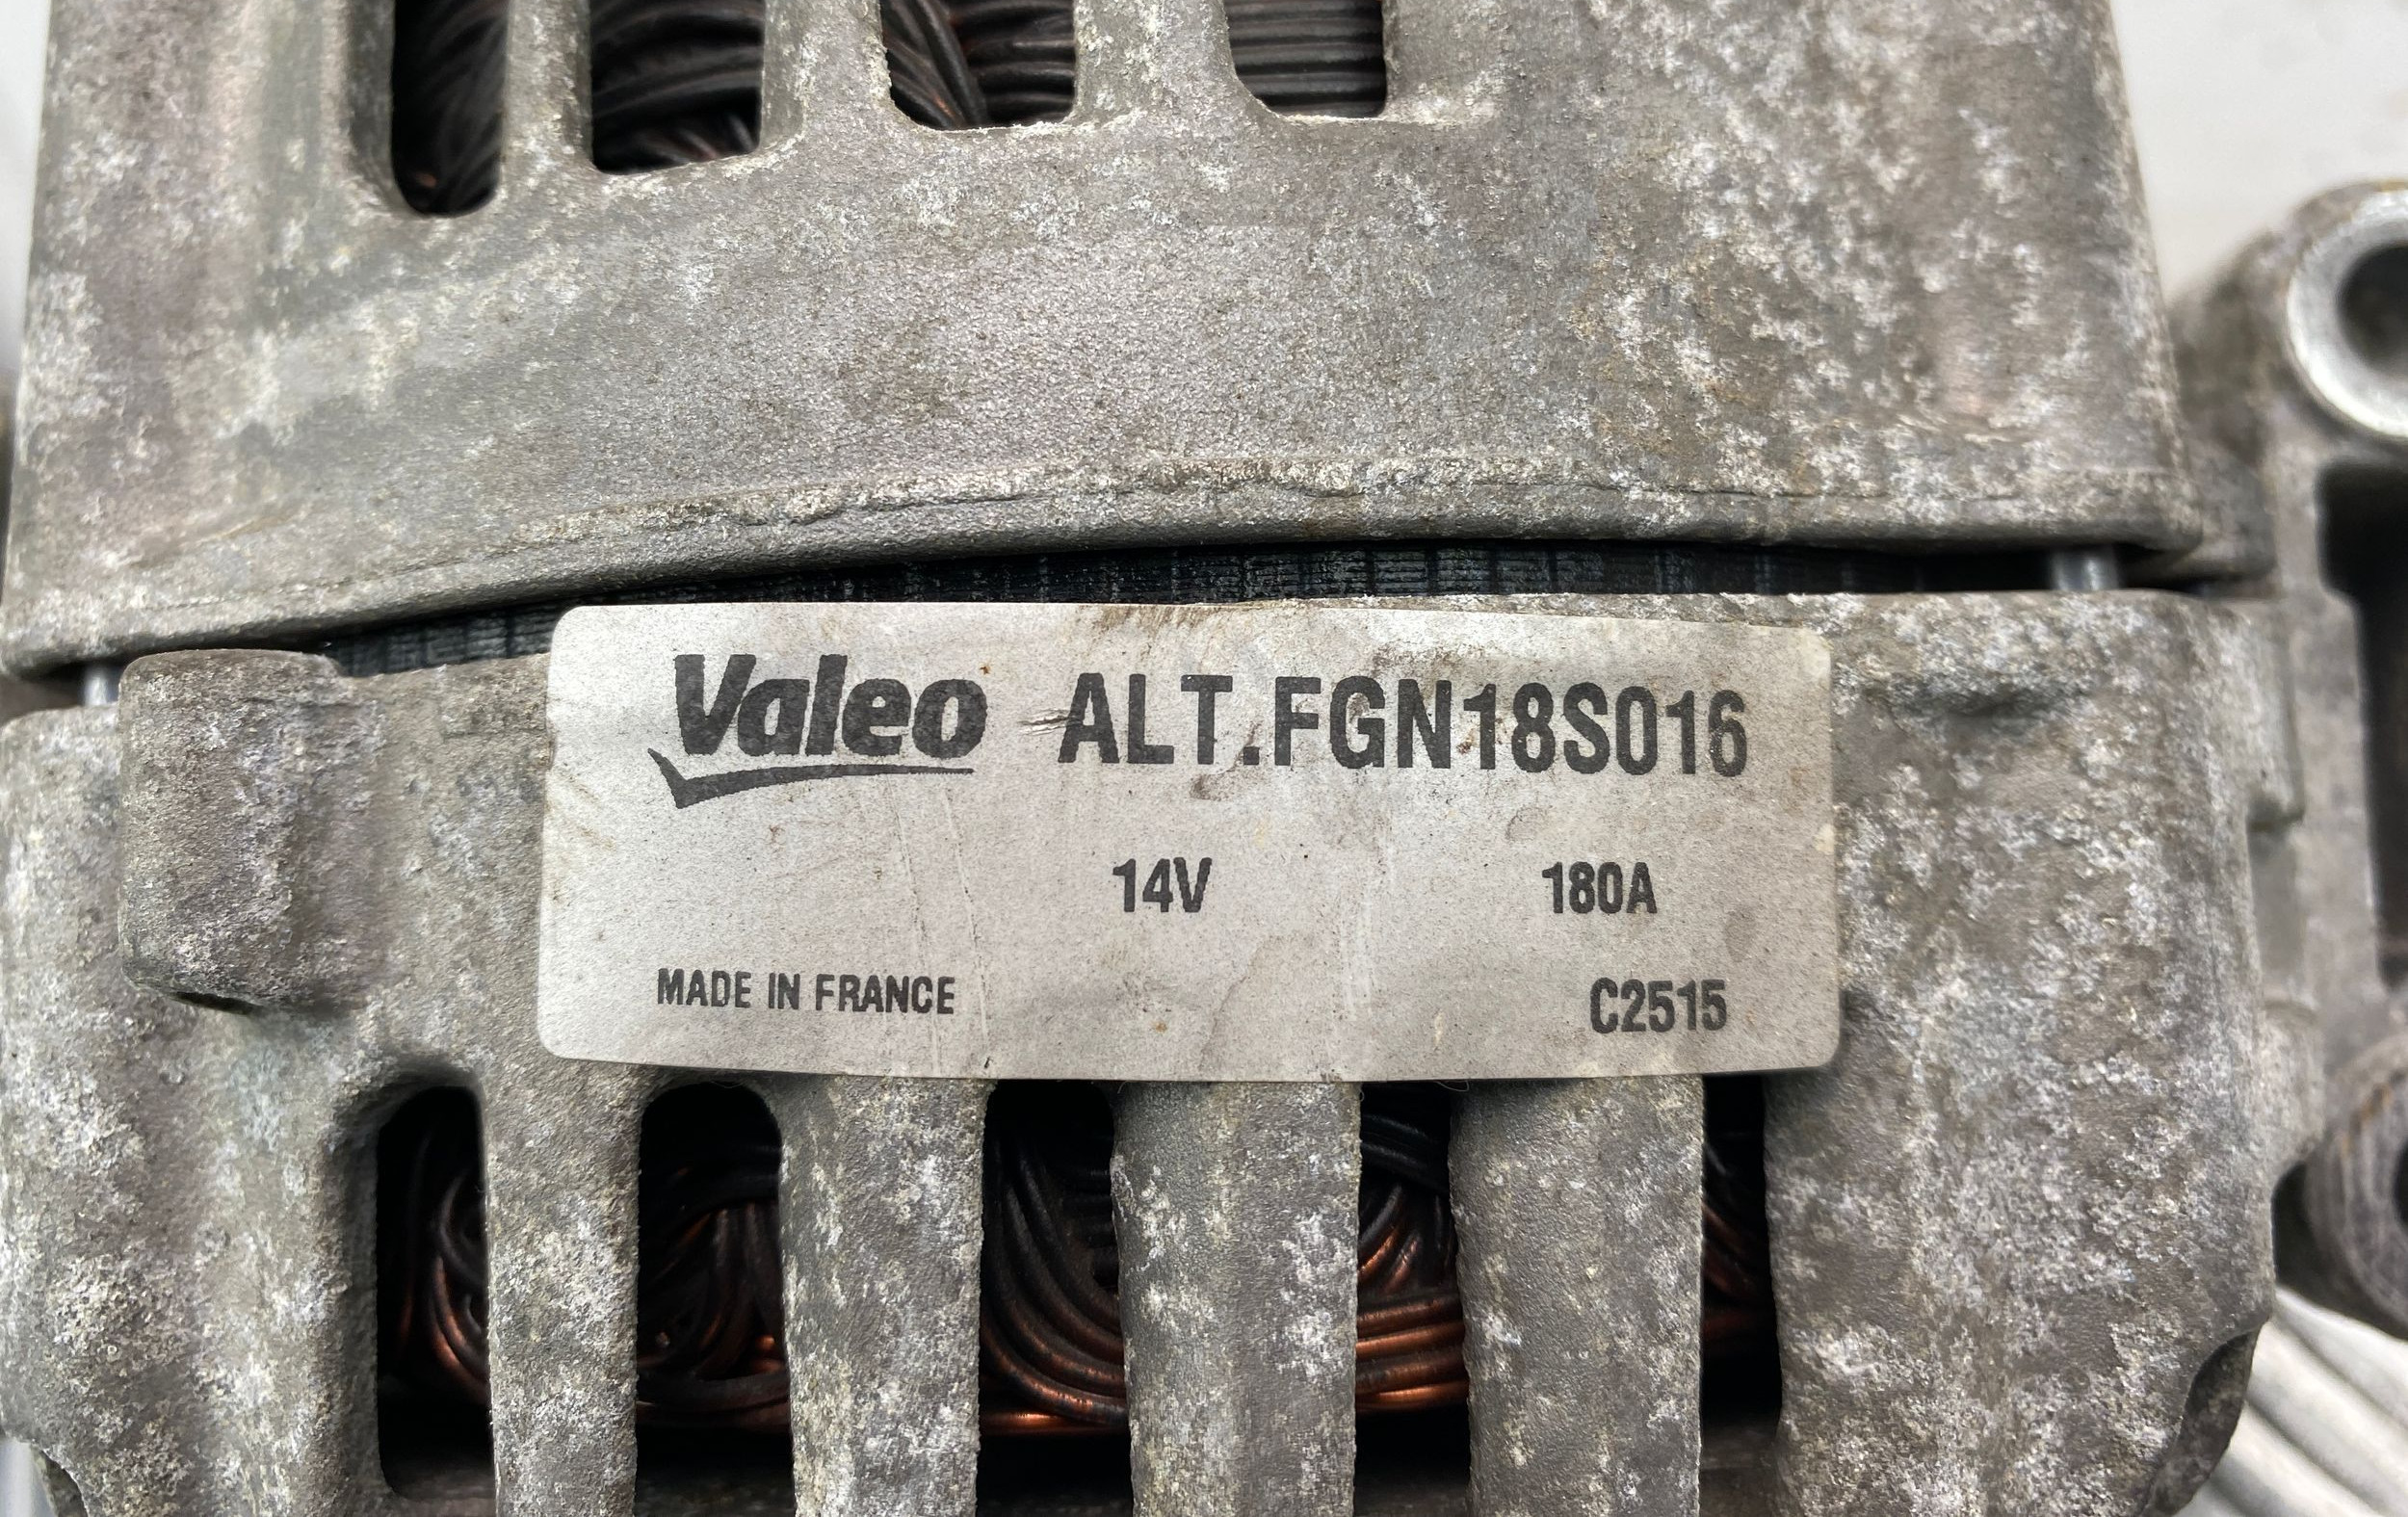 Valeo ALT.FGN18S016
14V 180A
MADE IN FRANCE C2515